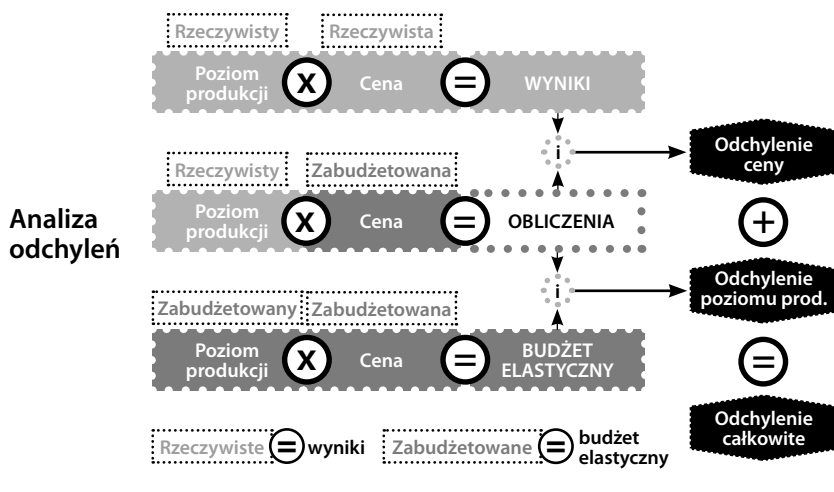 Rzeczywisty Rzeczywista
Poziom
produkcji X Cena = WYNIKI
i
Odchylenie
ceny
Rzeczywisty Zabudżetowana
Analiza
odchyleń
Poziom
produkcji X Cena = OBLICZENIA
+
i
Odchylenie
poziomu prod.
Zabudżetowany Zabudżetowana
Poziom
produkcji X Cena = BUDŻET
ELASTYCZNY
=
Odchylenie
całkowite
Rzeczywiste = wyniki
Zabudżetowane = budżet
elastyczny